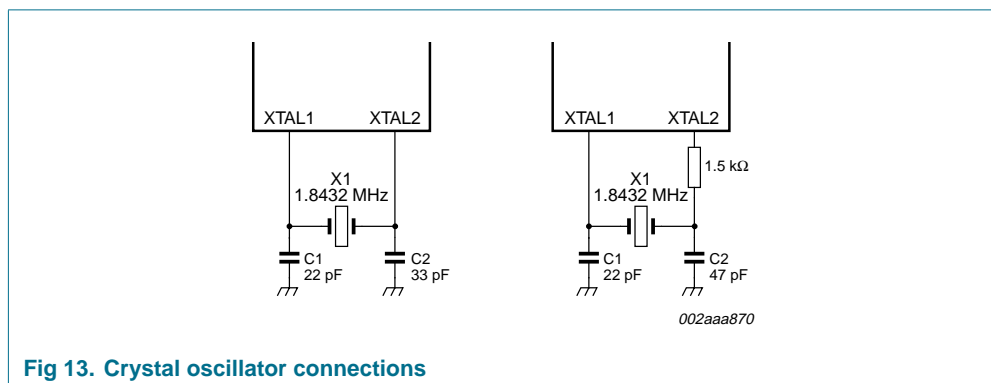 XTAL1 XTAL2
X1
1.8432 MHz
C1
22 pF
C2
33 pF
XTAL1 XTAL2
1.5 kΩ
X1
1.8432 MHz
C1
22 pF
C2
47 pF
002aaa870
Fig 13. Crystal oscillator connections